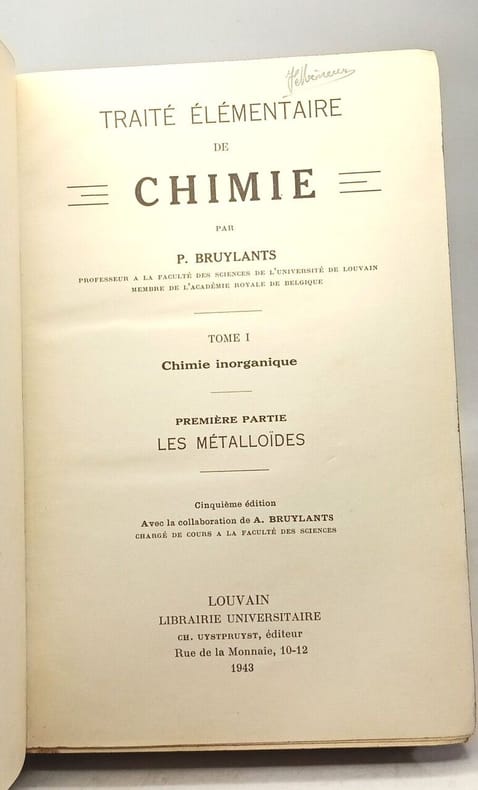 TRAITÉ ÉLÉMENTAIRE
DE
CHIMIE
PAR
P. BRUYLANTS
PROFESSEUR A LA FACULTÉ DES SCIENCES DE L'UNIVERSITÉ DE LOUVAIN
MEMBRE DE L'ACADÉMIE ROYALE DE BELGIQUE
TOME I
Chimie inorganique
PREMIÈRE PARTIE
LES MÉTALLOÏDES
Cinquième édition
Avec la collaboration de A. BRUYLANTS
CHARGÉ DE COURS A LA FACULTÉ DES SCIENCES
LOUVAIN
LIBRAIRIE UNIVERSITAIRE
CH. UYSTPRUYST, éditeur
Rue de la Monnaie, 10-12
1943